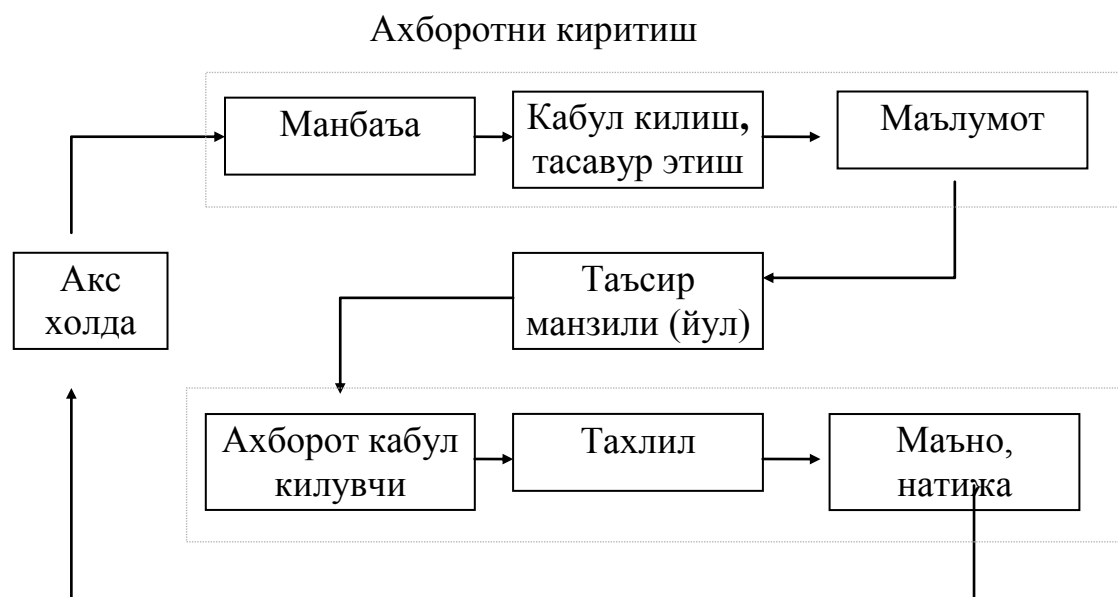 Ахборотни киритиш
Манбаъа
Кабул килиш,
тасавур этиш
Маълумот
Акс
холда
Таъсир
манзили (йул)
Ахборот кабул
килувчи
Тахлил
Маъно,
натижа